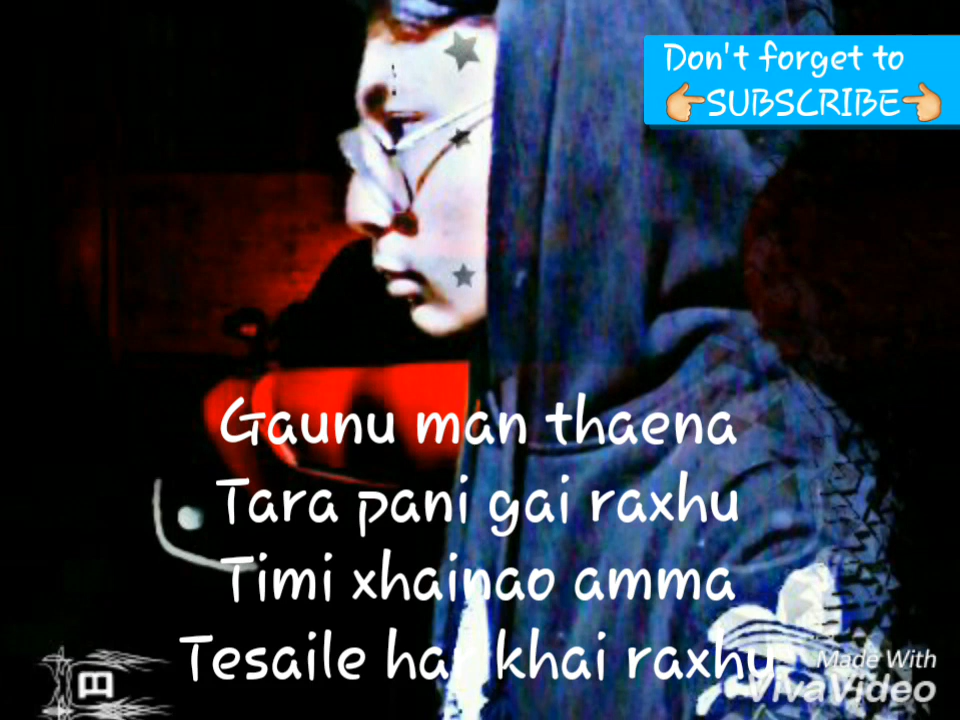 Don't forget to
👉SUBSCRIBE👈
Gaunu man thaena
Tara pani gai raxhu
Timi xhainao amma
Tesaile har khai raxhu
Made With
VivaVideo